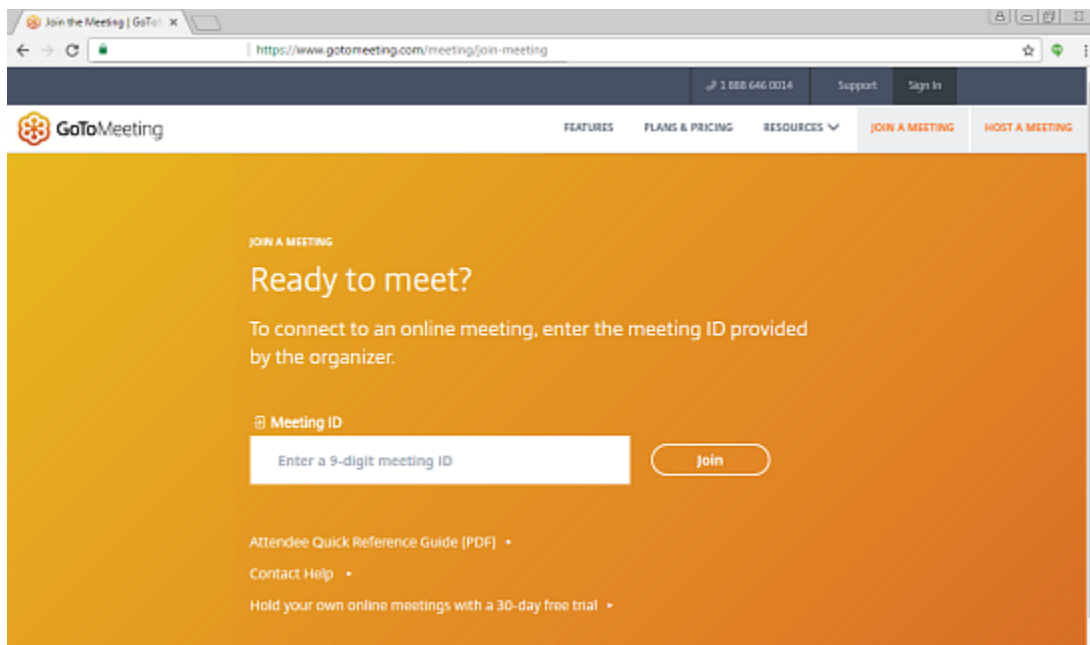 Join the Meeting | GoTo
https://www.gotomeeting.com/meeting/join-meeting
1 888 646 0014 Support Sign In
GoToMeeting FEATURES PLANS & PRICING RESOURCES JOIN A MEETING HOST A MEETING
JOIN A MEETING
Ready to meet?
To connect to an online meeting, enter the meeting ID provided
by the organizer.
Meeting ID
Enter a 9-digit meeting ID Join
Attendee Quick Reference Guide (PDF)
Contact Help
Hold your own online meetings with a 30-day free trial